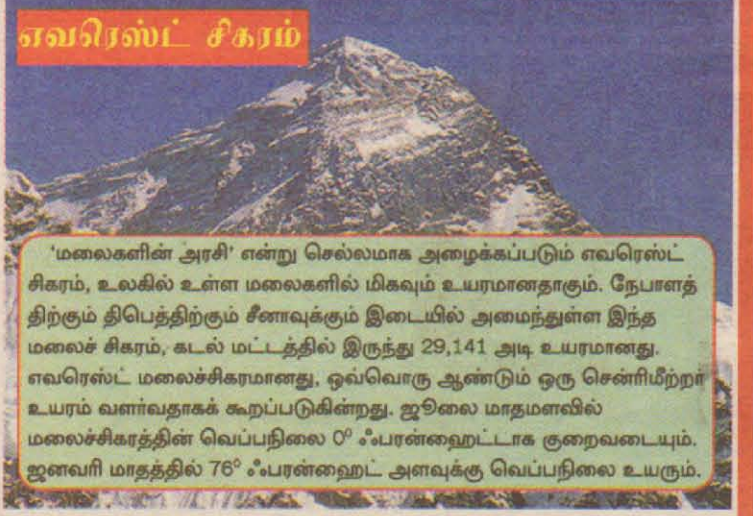 எவரெஸ்ட் சிகரம்
'மலைகளின் அரசி' என்று செல்லமாக அழைக்கப்படும் எவரெஸ்ட்
சிகரம், உலகில் உள்ள மலைகளில் மிகவும் உயரமானதாகும். நேபாளத்
திற்கும் திபெத்திற்கும் சீனாவுக்கும் இடையில் அமைந்துள்ள இந்த
மலைச் சிகரம், கடல் மட்டத்தில் இருந்து 29,141 அடி உயரமானது.
எவரெஸ்ட் மலைச்சிகரமானது, ஒவ்வொரு ஆண்டும் ஒரு சென்ரிமீற்றர்
உயரம் வளர்வதாகக் கூறப்படுகின்றது. ஜூலை மாதமளவில்
மலைச்சிகரத்தின் வெப்பநிலை 0⁰ ஃபரன்ஹைட்டாக குறைவடையும்.
ஜனவரி மாதத்தில் 76⁰ ஃபரன்ஹைட் அளவுக்கு வெப்பநிலை உயரும்.